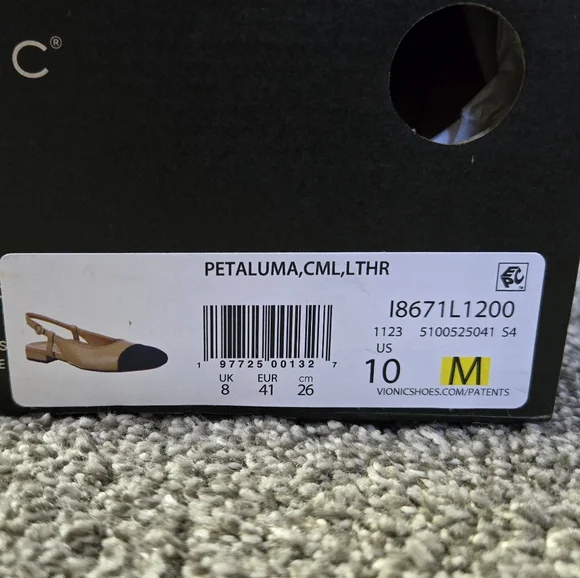 C®
PETALUMA,CML,LTHR
EPC™
I8671L1200
1123 5100525041 S4
1 97725 00132 7
US
10 M
UK EUR cm
8 41 26
VIONICSHOES.COM/PATENTS
S
E